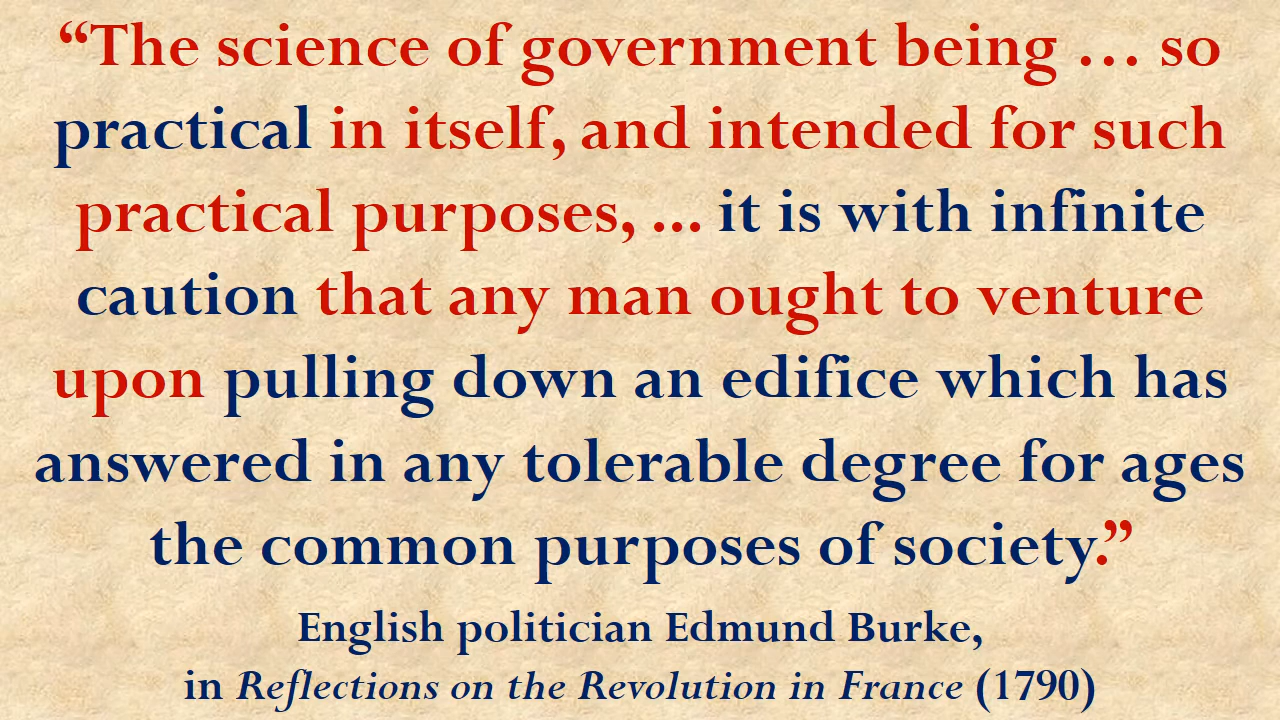 “The science of government being … so
practical in itself, and intended for such
practical purposes, ... it is with infinite
caution that any man ought to venture
upon pulling down an edifice which has
answered in any tolerable degree for ages
the common purposes of society.”
English politician Edmund Burke,
in Reflections on the Revolution in France (1790)